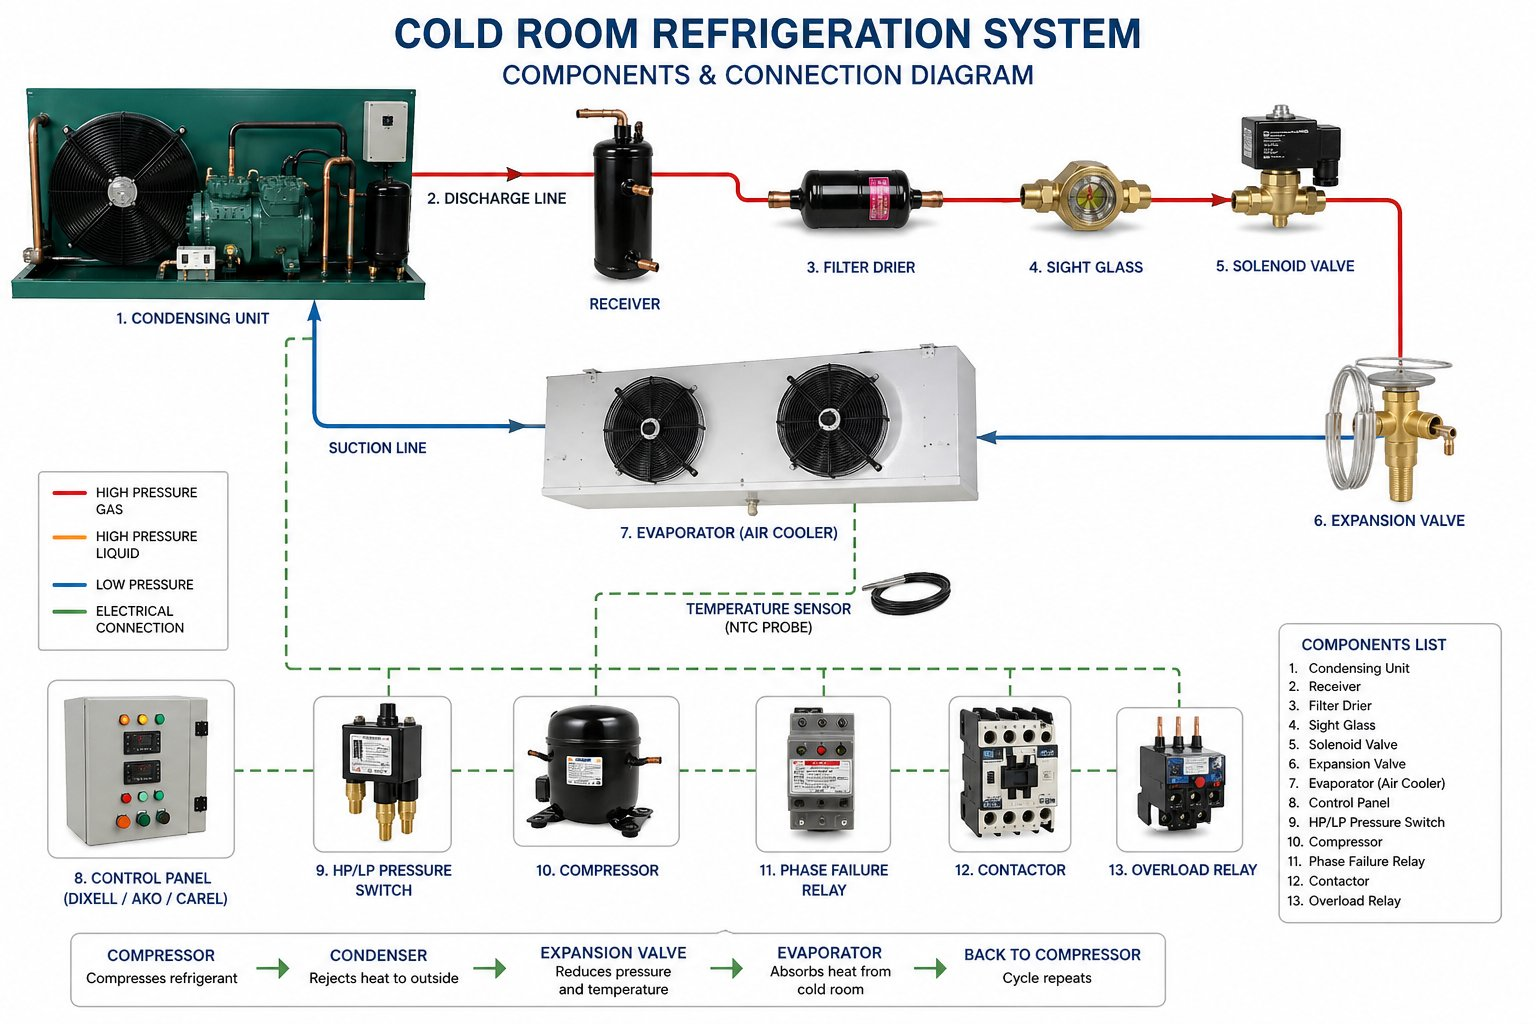 COLD ROOM REFRIGERATION SYSTEM
COMPONENTS & CONNECTION DIAGRAM
2. DISCHARGE LINE
RECEIVER
3. FILTER DRIER
4. SIGHT GLASS
5. SOLENOID VALVE
1. CONDENSING UNIT
SUCTION LINE
7. EVAPORATOR (AIR COOLER)
6. EXPANSION VALVE
HIGH PRESSURE
GAS
HIGH PRESSURE
LIQUID
LOW PRESSURE
ELECTRICAL
CONNECTION
TEMPERATURE SENSOR
(NTC PROBE)
COMPONENTS LIST
1. Condensing Unit
2. Receiver
3. Filter Drier
4. Sight Glass
5. Solenoid Valve
6. Expansion Valve
7. Evaporator (Air Cooler)
8. Control Panel
9. HP/LP Pressure Switch
10. Compressor
11. Phase Failure Relay
12. Contactor
13. Overload Relay
8. CONTROL PANEL
(DIXELL / AKO / CAREL)
9. HP/LP PRESSURE
SWITCH
10. COMPRESSOR
11. PHASE FAILURE
RELAY
12. CONTACTOR
13. OVERLOAD RELAY
COMPRESSOR
Compresses refrigerant
CONDENSER
Rejects heat to outside
EXPANSION VALVE
Reduces pressure
and temperature
EVAPORATOR
Absorbs heat from
cold room
BACK TO COMPRESSOR
Cycle repeats